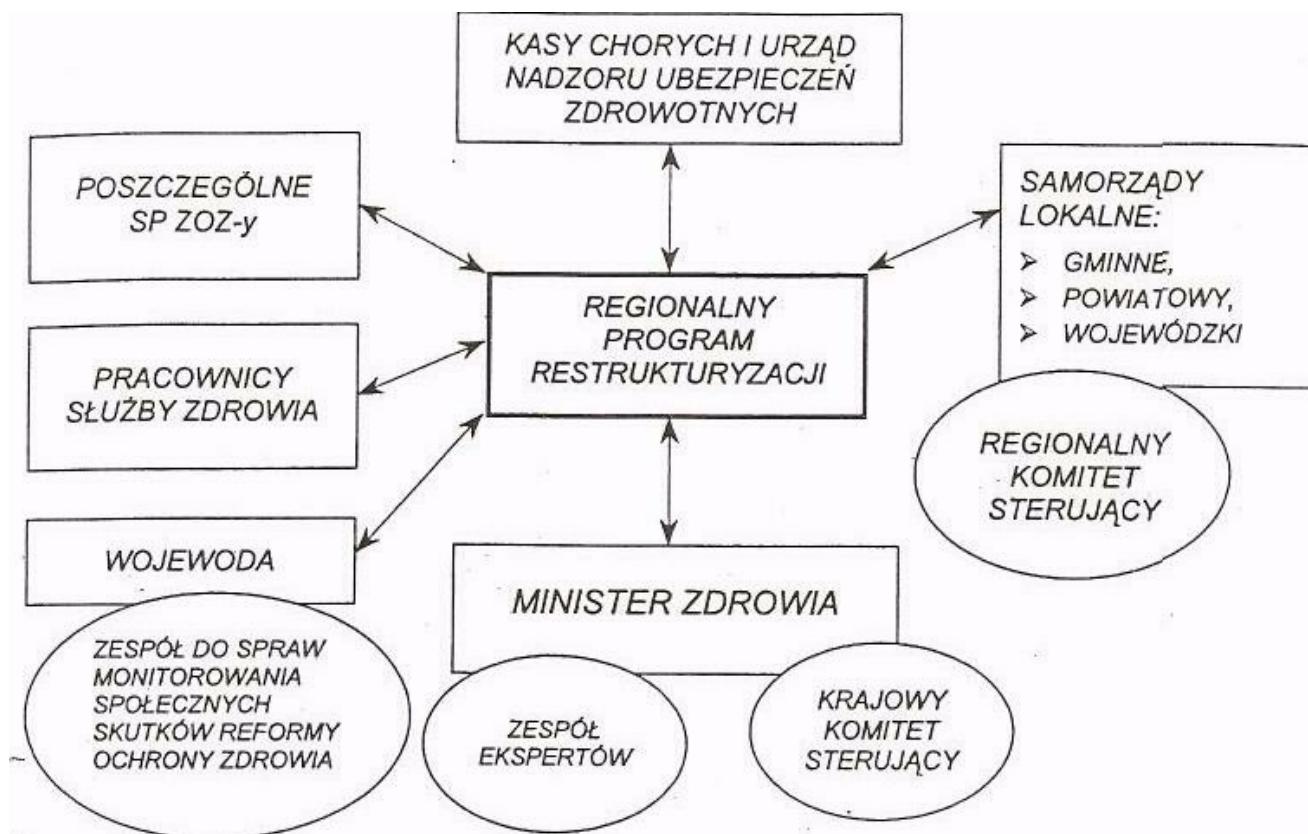 KASY CHORYCH I URZĄD
NADZORU UBEZPIECZEŃ
ZDROWOTNYCH
POSZCZEGÓLNE
SP ZOZ-y
SAMORZĄDY
LOKALNE:
➢ GMINNE,
➢ POWIATOWY,
➢ WOJEWÓDZKI
REGIONALNY
PROGRAM
RESTRUKTURYZACJI
PRACOWNICY
SŁUŻBY ZDROWIA
REGIONALNY
KOMITET
STERUJĄCY
WOJEWODA
MINISTER ZDROWIA
ZESPÓŁ DO SPRAW
MONITOROWANIA
SPOŁECZNYCH
SKUTKÓW REFORMY
OCHRONY ZDROWIA
ZESPÓŁ
EKSPERTÓW
KRAJOWY
KOMITET
STERUJĄCY